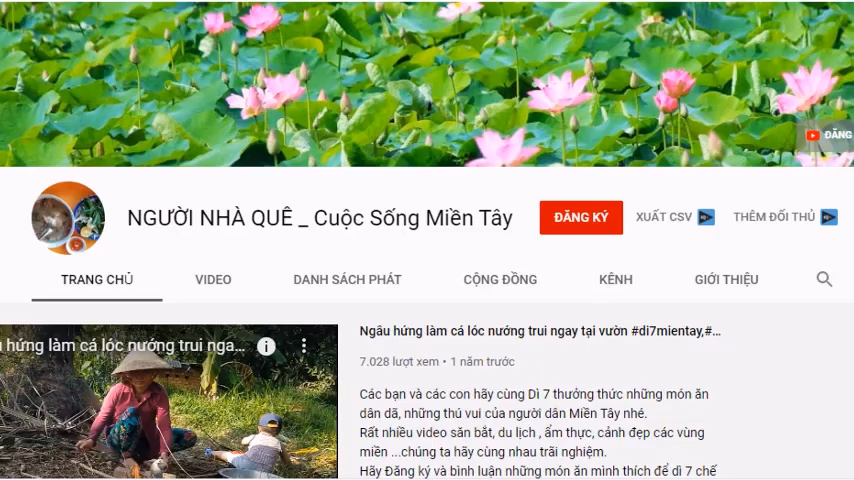 ĐĂNG
NGƯỜI NHÀ QUÊ _ Cuộc Sống Miền Tây
ĐĂNG KÝ
XUẤT CSV
THÊM ĐỐI THỦ
TRANG CHỦ VIDEO DANH SÁCH PHÁT CỘNG ĐỒNG KÊNH GIỚI THIỆU
hứng làm cá lóc nướng trui nga...
Ngâu hứng làm cá lóc nướng trui ngay tại vườn #di7mientay,#...
7.028 lượt xem • 1 năm trước
Các bạn và các con hãy cùng Dì 7 thưởng thức những món ăn
dân dã, những thú vui của người dân Miền Tây nhé.
Rất nhiều video săn bắt, du lịch , ẩm thực, cảnh đẹp các vùng
miền ...chúng ta hãy cùng nhau trãi nghiệm.
Hãy Đăng ký và bình luận những món ăn mình thích để dì 7 chế